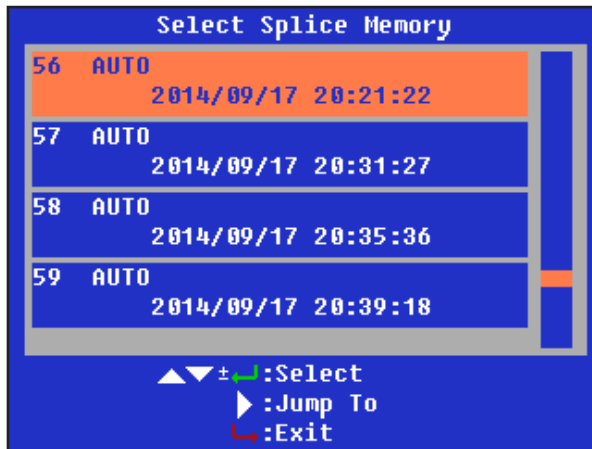 Select Splice Memory
56 AUTO
2014/09/17 20:21:22
57 AUTO
2014/09/17 20:31:27
58 AUTO
2014/09/17 20:35:36
59 AUTO
2014/09/17 20:39:18
▲▼±↵:Select
▶:Jump To
↳:Exit